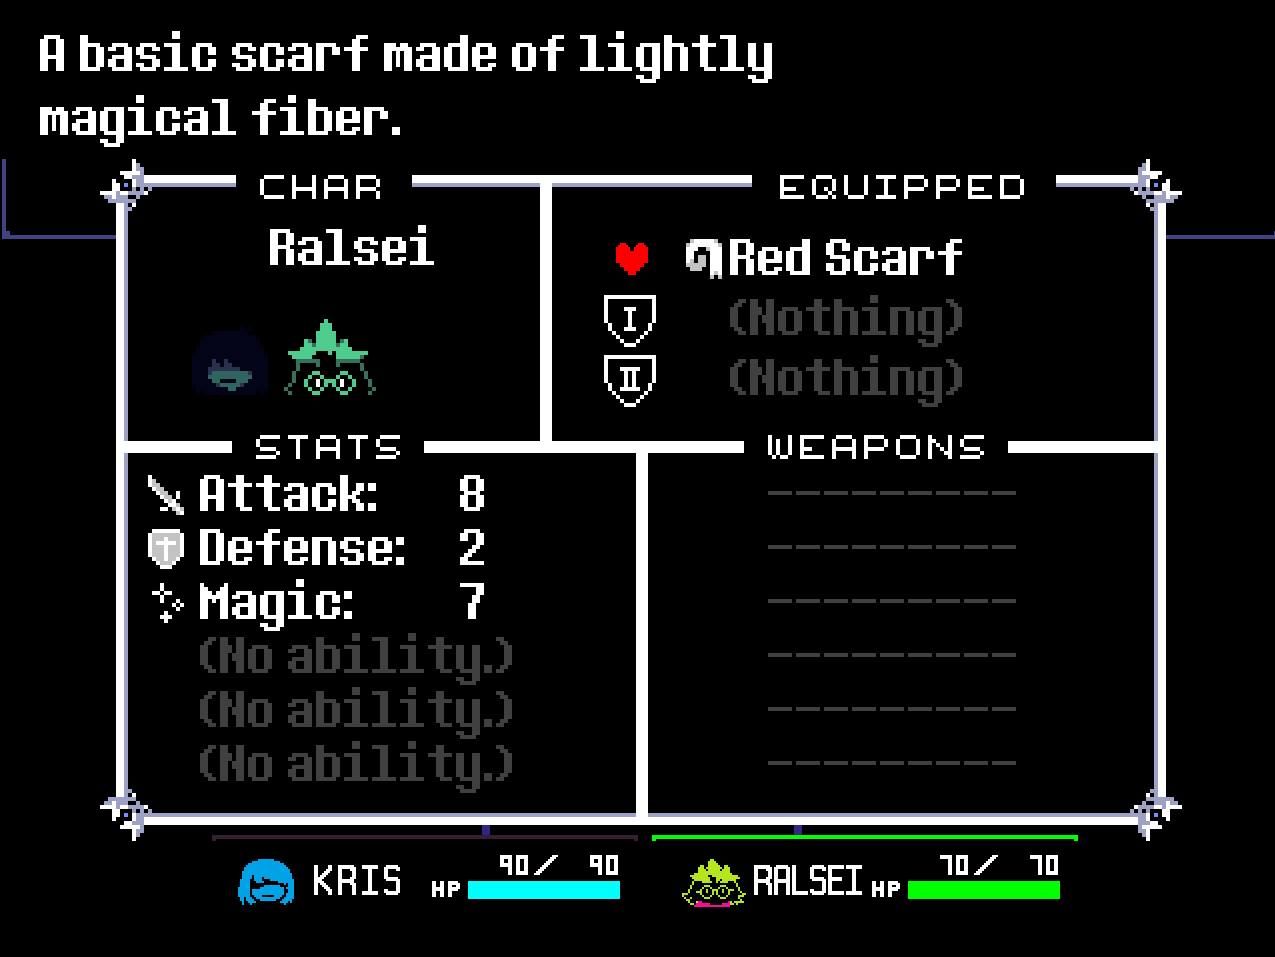 A basic scarf made of lightly
magical fiber.
CHAR
EQUIPPED
Ralsei
Red Scarf
I
(Nothing)
II
(Nothing)
STATS
WEAPONS
Attack: 8
Defense: 2
Magic: 7
(No ability.)
(No ability.)
(No ability.)
----------
----------
----------
----------
----------
----------
KRIS HP 90/ 90
RALSEI HP 70/ 70